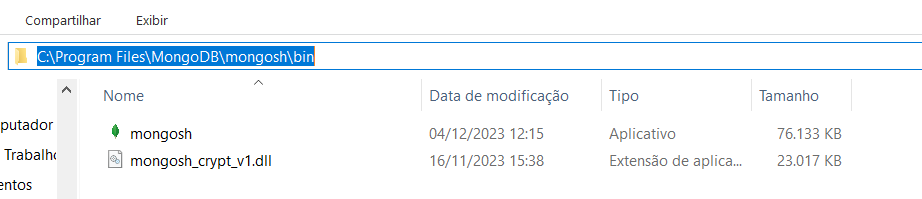 Compartilhar Exibir
C:\Program Files\MongoDB\mongosh\bin
Nome Data de modificação Tipo Tamanho
putador mongosh 04/12/2023 12:15 Aplicativo 76.133 KB
Trabalho mongosh_crypt_v1.dll 16/11/2023 15:38 Extensão de aplica... 23.017 KB
entos